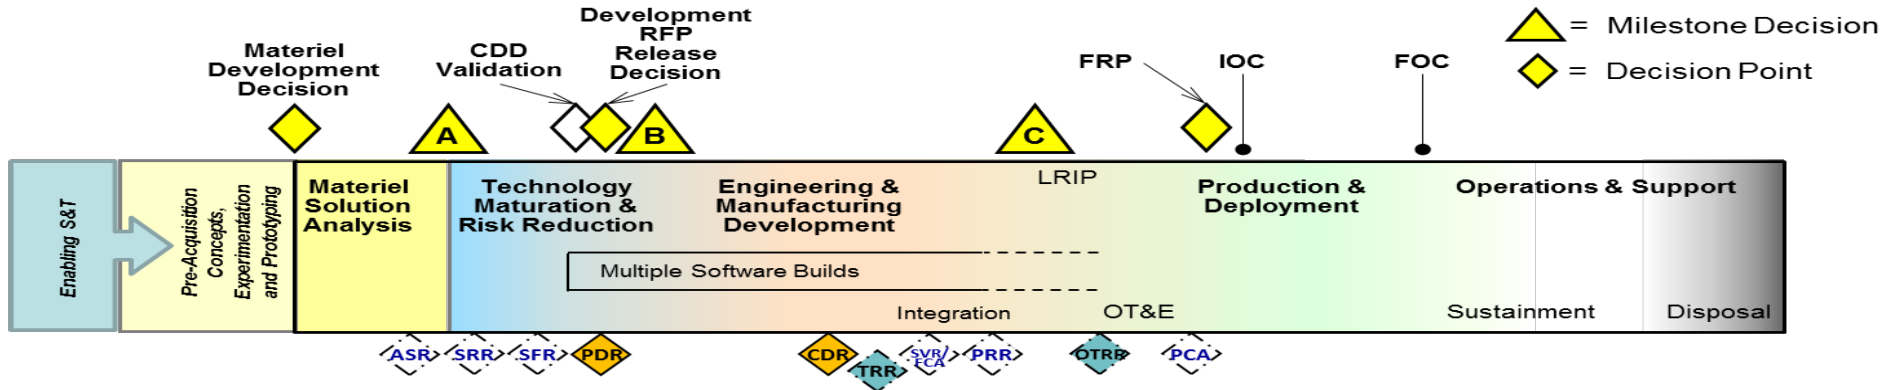 Materiel
Development
Decision
CDD
Validation
Development
RFP
Release
Decision
FRP
IOC
FOC
= Milestone Decision
= Decision Point
A
B
C
Enabling S&T
Pre-Acquisition
Concepts,
Experimentation
and Prototyping
Materiel
Solution
Analysis
Technology
Maturation &
Risk Reduction
Engineering &
Manufacturing
Development
LRIP
Production &
Deployment
Operations & Support
Multiple Software Builds
Integration
OT&E
Sustainment
Disposal
ASR
SRR
SFR
PDR
CDR
TRR
SVR/
FCA
PRR
OTRR
PCA